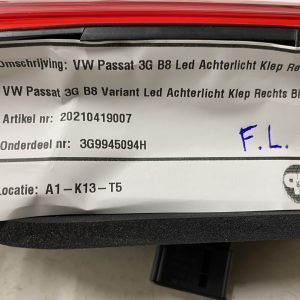 Omschrijving: VW Passat 3G B8 Led Achterlicht Klep Re
VW Passat 3G B8 Variant Led Achterlicht Klep Rechts Bi
Artikel nr: 20210419007
Onderdeel nr: 3G9945094H
F.L.
Locatie: A1-K13-T5